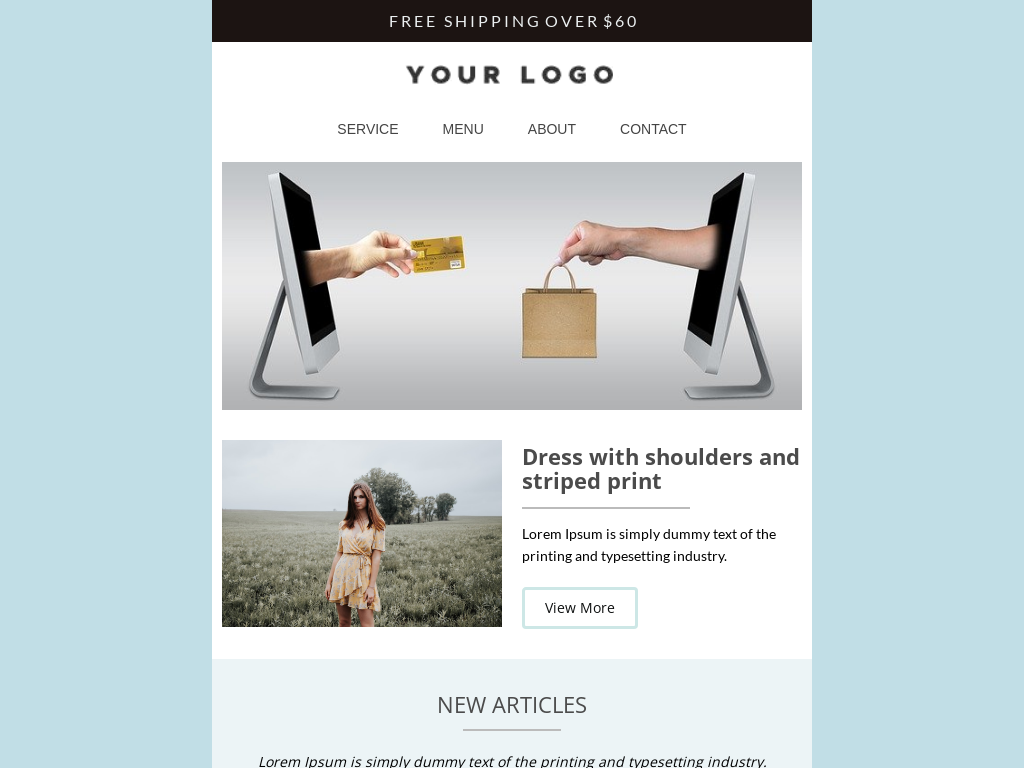 FREE SHIPPING OVER $60
YOUR LOGO
SERVICE MENU ABOUT CONTACT
Dress with shoulders and
striped print
Lorem Ipsum is simply dummy text of the
printing and typesetting industry.
View More
NEW ARTICLES
Lorem Ipsum is simply dummy text of the printing and typesetting industry.